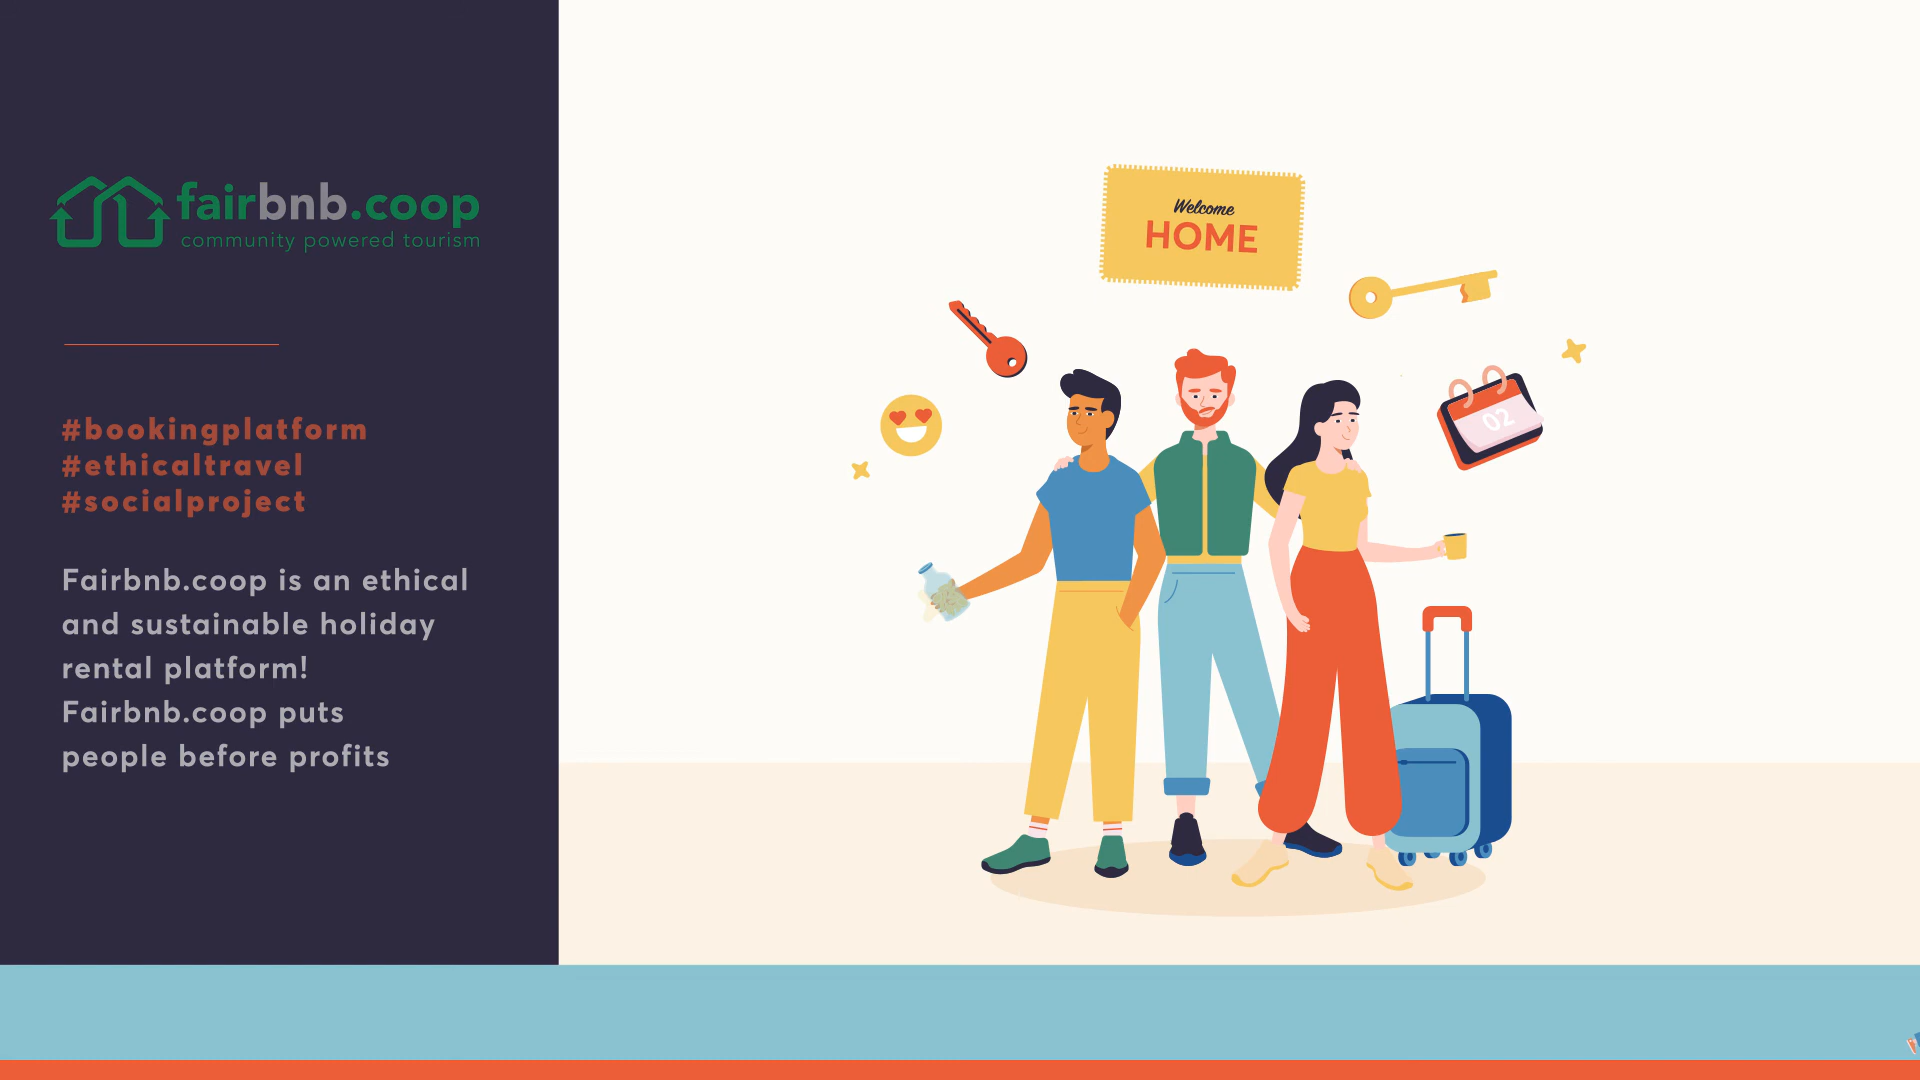 fairbnb.coop
community powered tourism
#bookingplatform
#ethicaltravel
#socialproject
Fairbnb.coop is an ethical
and sustainable holiday
rental platform!
Fairbnb.coop puts
people before profits
Welcome
HOME
02